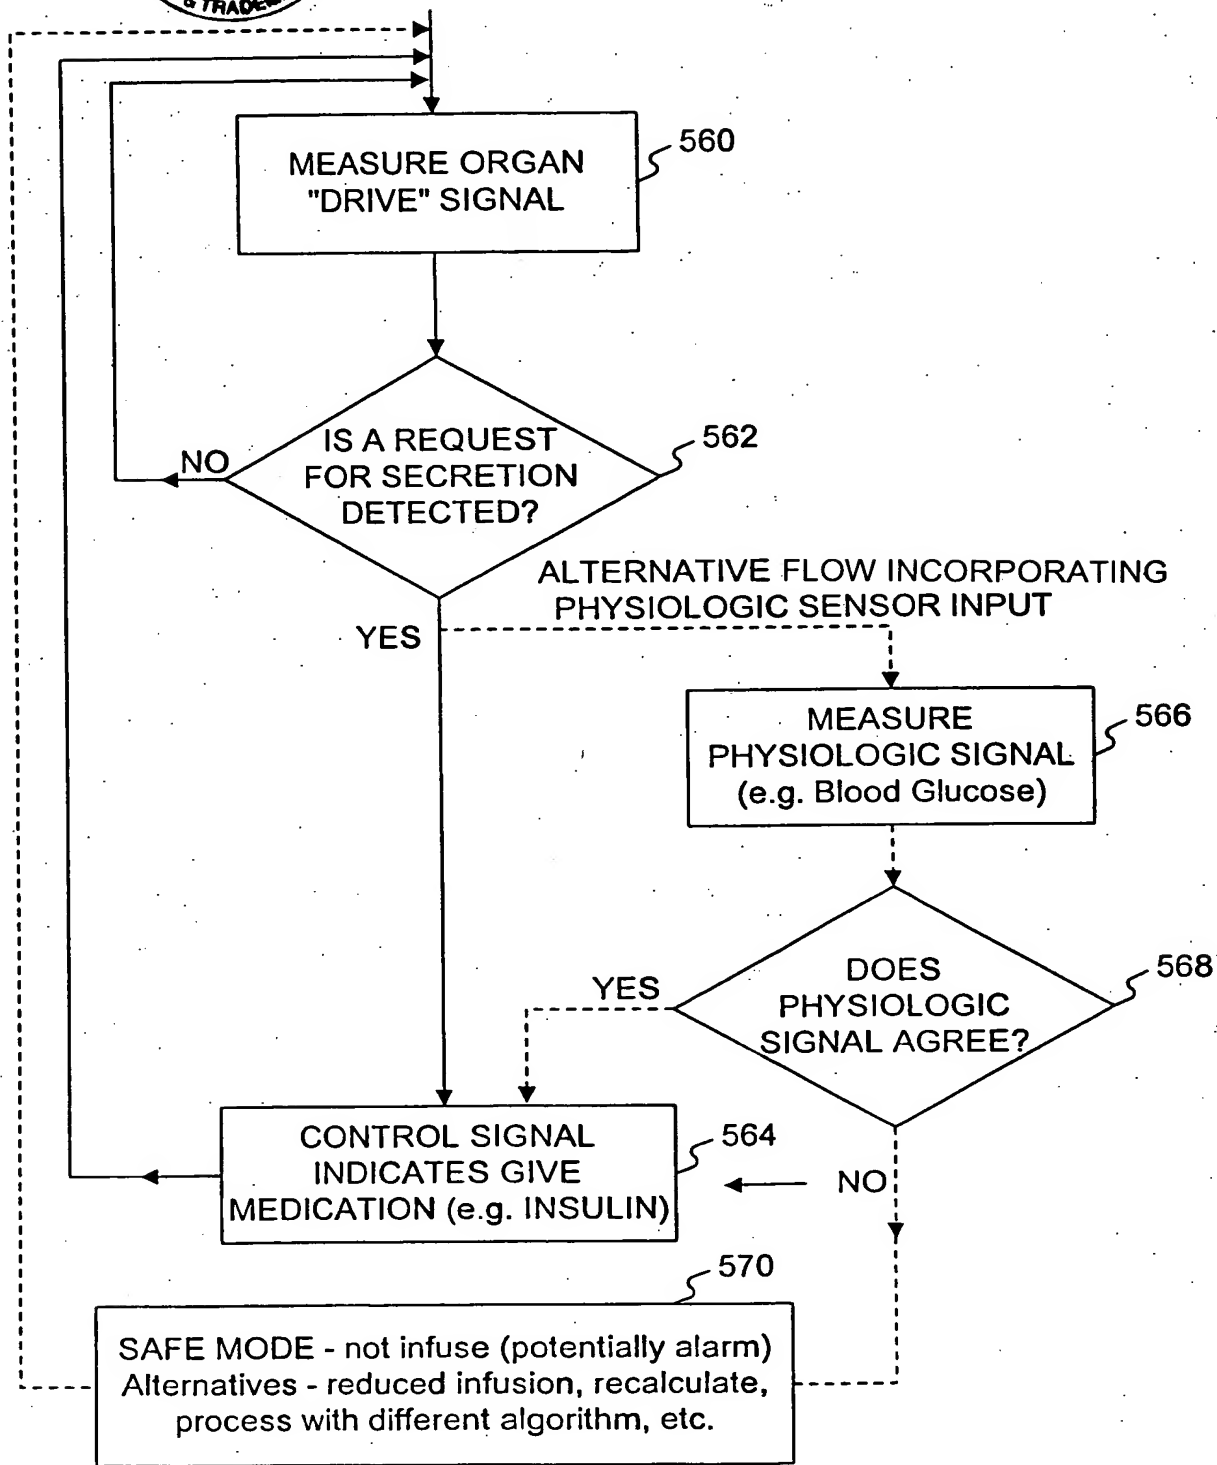 & TRADEM
MEASURE ORGAN
"DRIVE" SIGNAL
560
IS A REQUEST
FOR SECRETION
DETECTED?
562
NO
YES
ALTERNATIVE FLOW INCORPORATING
PHYSIOLOGIC SENSOR INPUT
MEASURE
PHYSIOLOGIC SIGNAL
(e.g. Blood Glucose)
566
DOES
PHYSIOLOGIC
SIGNAL AGREE?
568
YES
NO
CONTROL SIGNAL
INDICATES GIVE
MEDICATION (e.g. INSULIN)
564
570
SAFE MODE - not infuse (potentially alarm)
Alternatives - reduced infusion, recalculate,
process with different algorithm, etc.